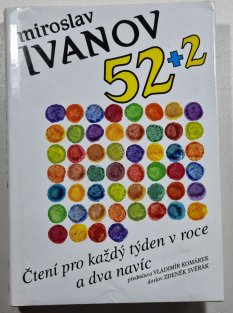 miroslav
IVANOV
52+2
Čtení pro každý týden v roce
a dva navíc
předmluva VLADIMÍR KOMÁREK
doslov ZDENĚK SVĚRÁK